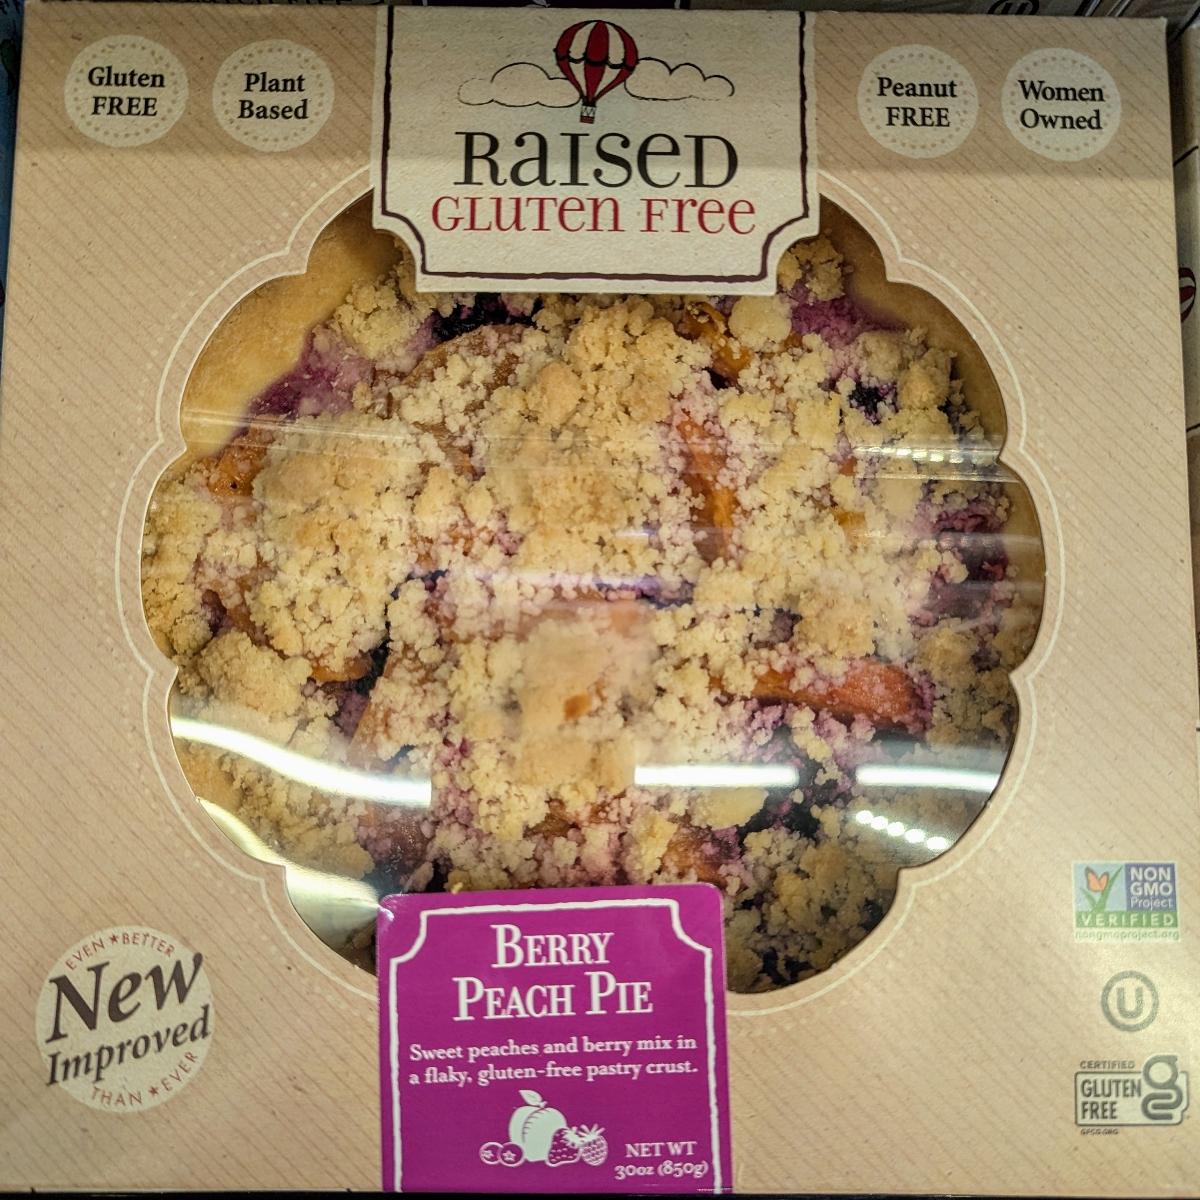 Gluten
FREE
Plant
Based
RAISED
GLUTEN FREE
Peanut
FREE
Women
Owned
EVEN ★ BETTER
New
Improved
THAN ★ EVER
BERRY
PEACH PIE
Sweet peaches and berry mix in
a flaky, gluten-free pastry crust.
NET WT
30oz (850g)
NON
GMO
Project
VERIFIED
nongmoproject.org
U
CERTIFIED
GLUTEN
FREE
GFCO.ORG